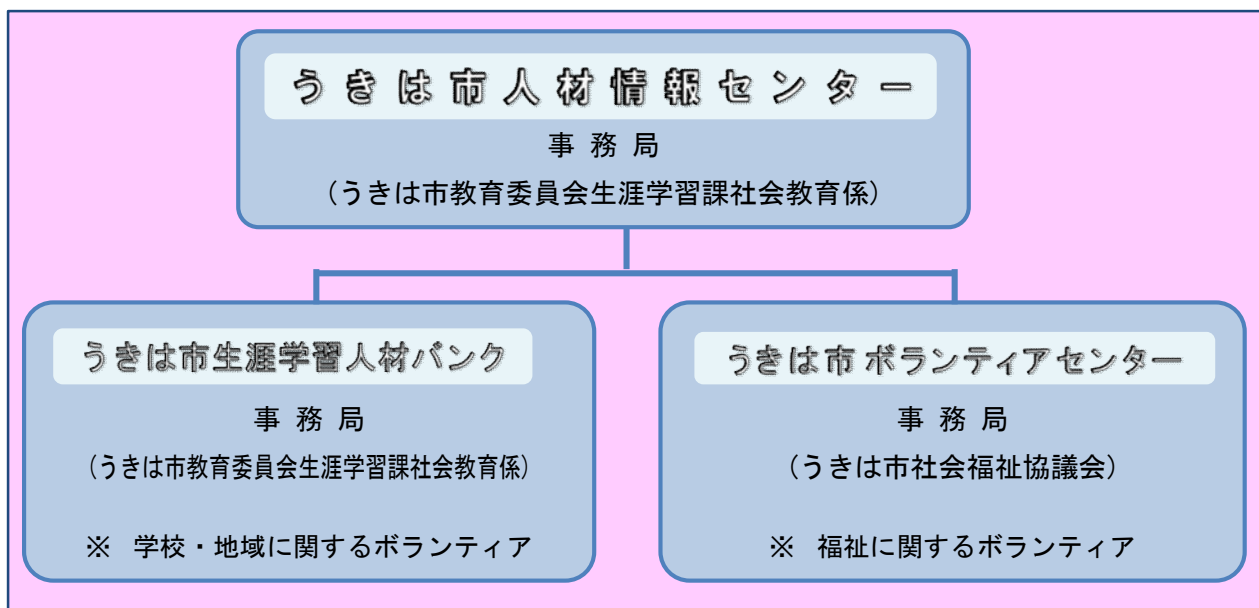 うきは市人材情報センター
事務局
（うきは市教育委員会生涯学習課社会教育係）
うきは市生涯学習人材バンク
事務局
（うきは市教育委員会生涯学習課社会教育係）
※　学校・地域に関するボランティア
うきは市ボランティアセンター
事務局
（うきは市社会福祉協議会）
※　福祉に関するボランティア